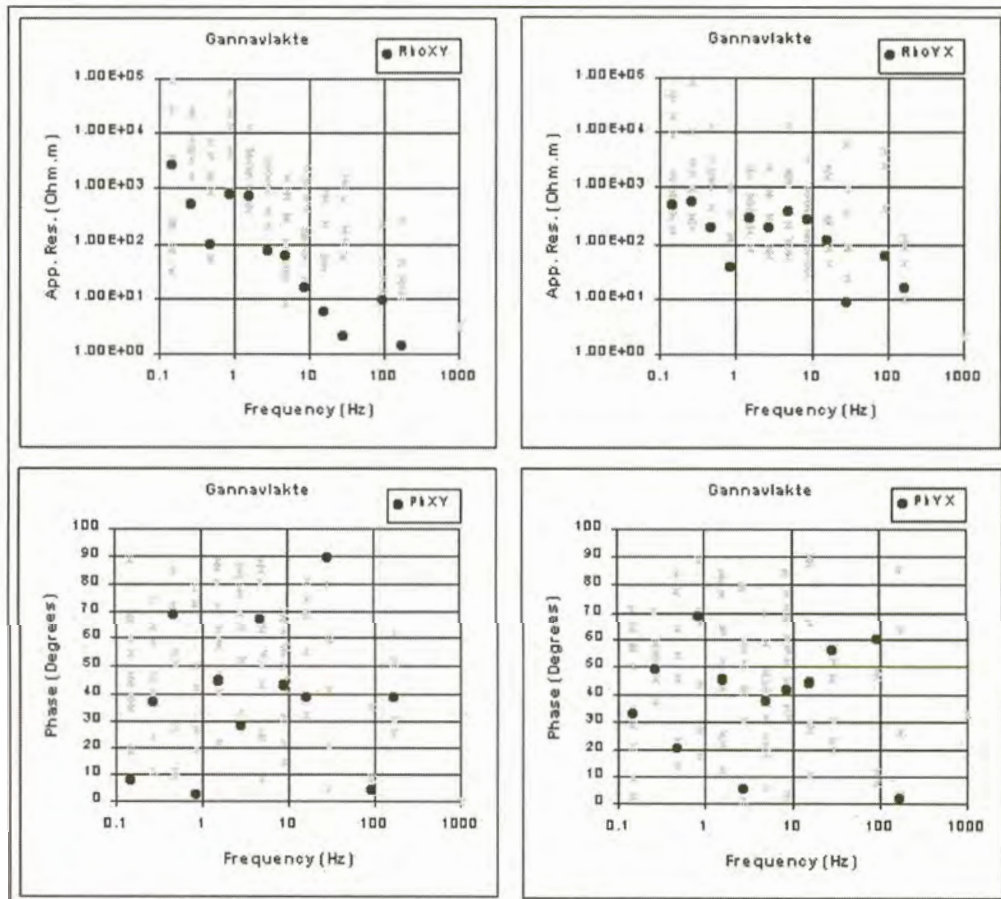 Gannavlakte
RhoXY
App. Res. (Ohm.m)
1.00E+05
1.00E+04
1.00E+03
1.00E+02
1.00E+01
1.00E+00
0.1 1 10 100 1000
Frequency (Hz)
Gannavlakte
RhoYX
App. Res. (Ohm.m)
1.00E+05
1.00E+04
1.00E+03
1.00E+02
1.00E+01
1.00E+00
0.1 1 10 100 1000
Frequency (Hz)
Gannavlakte
PhXY
Phase (Degrees)
100
90
80
70
60
50
40
30
20
10
0
0.1 1 10 100 1000
Frequency (Hz)
Gannavlakte
PhYX
Phase (Degrees)
100
90
80
70
60
50
40
30
20
10
0
0.1 1 10 100 1000
Frequency (Hz)